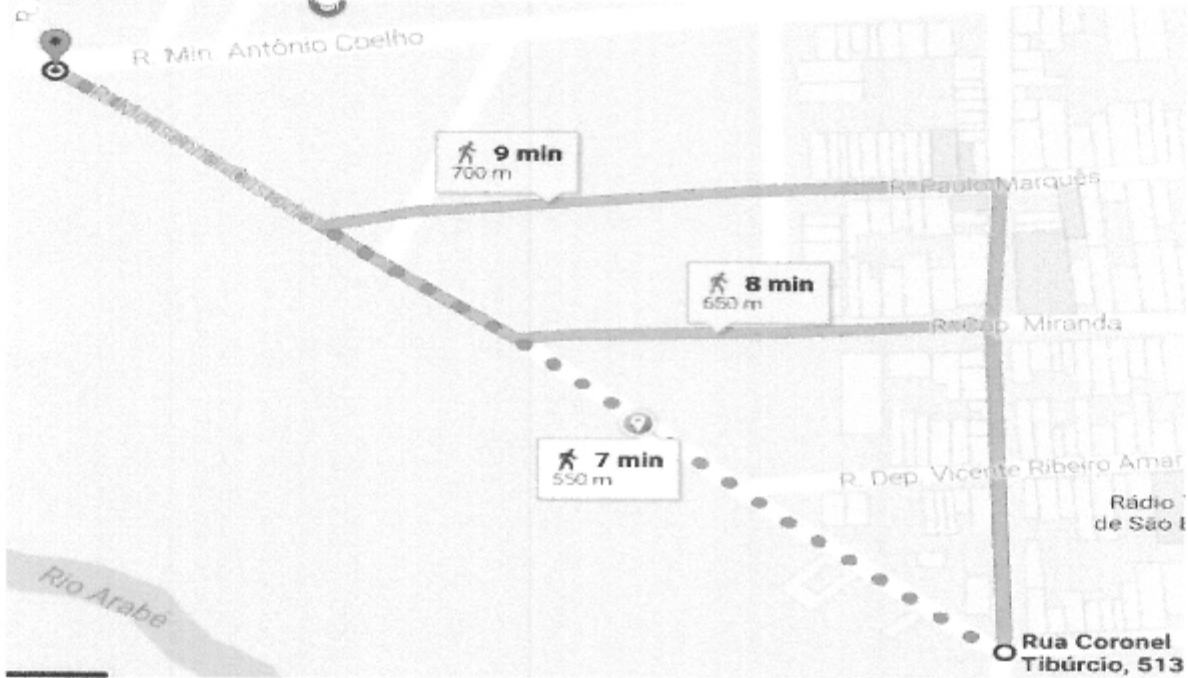 R.
R. Min. Antônio Coelho
9 min
700 m
R. Paulo Marquês
8 min
650 m
R. Cap. Miranda
7 min
550 m
R. Dep. Vicente Ribeiro Amar
Rádio
de São
Rio Arabé
Rua Coronel
Tibúrcio, 513